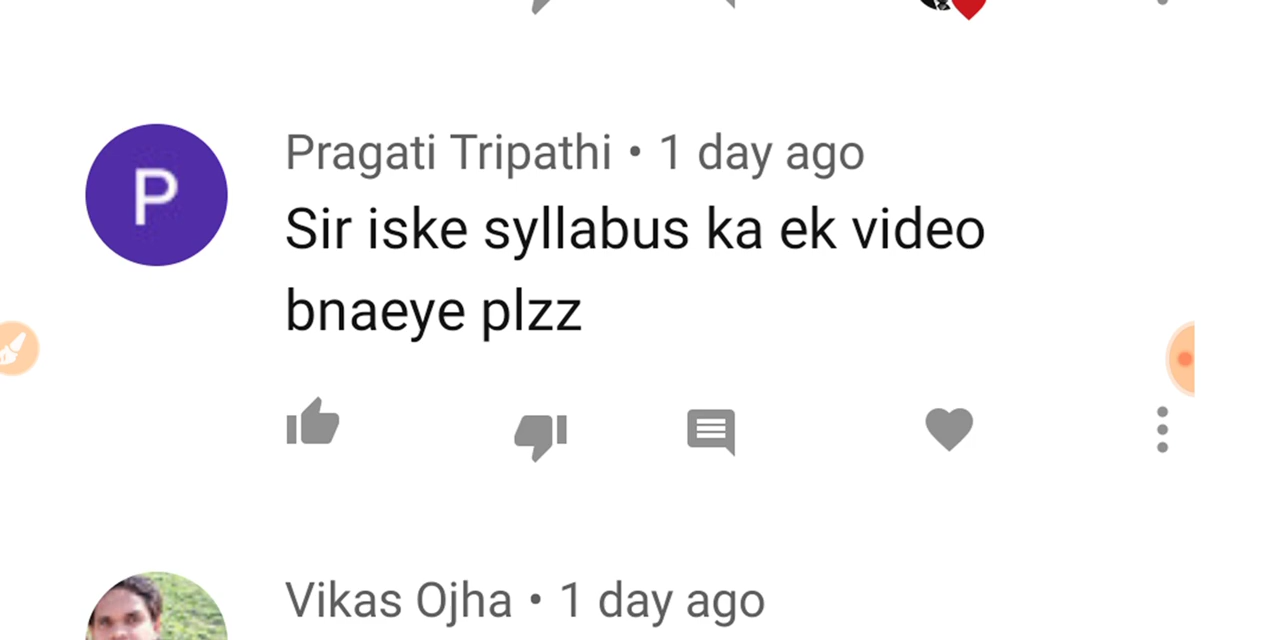 P
Pragati Tripathi • 1 day ago
Sir iske syllabus ka ek video
bnaeye plzz
Vikas Ojha • 1 day ago